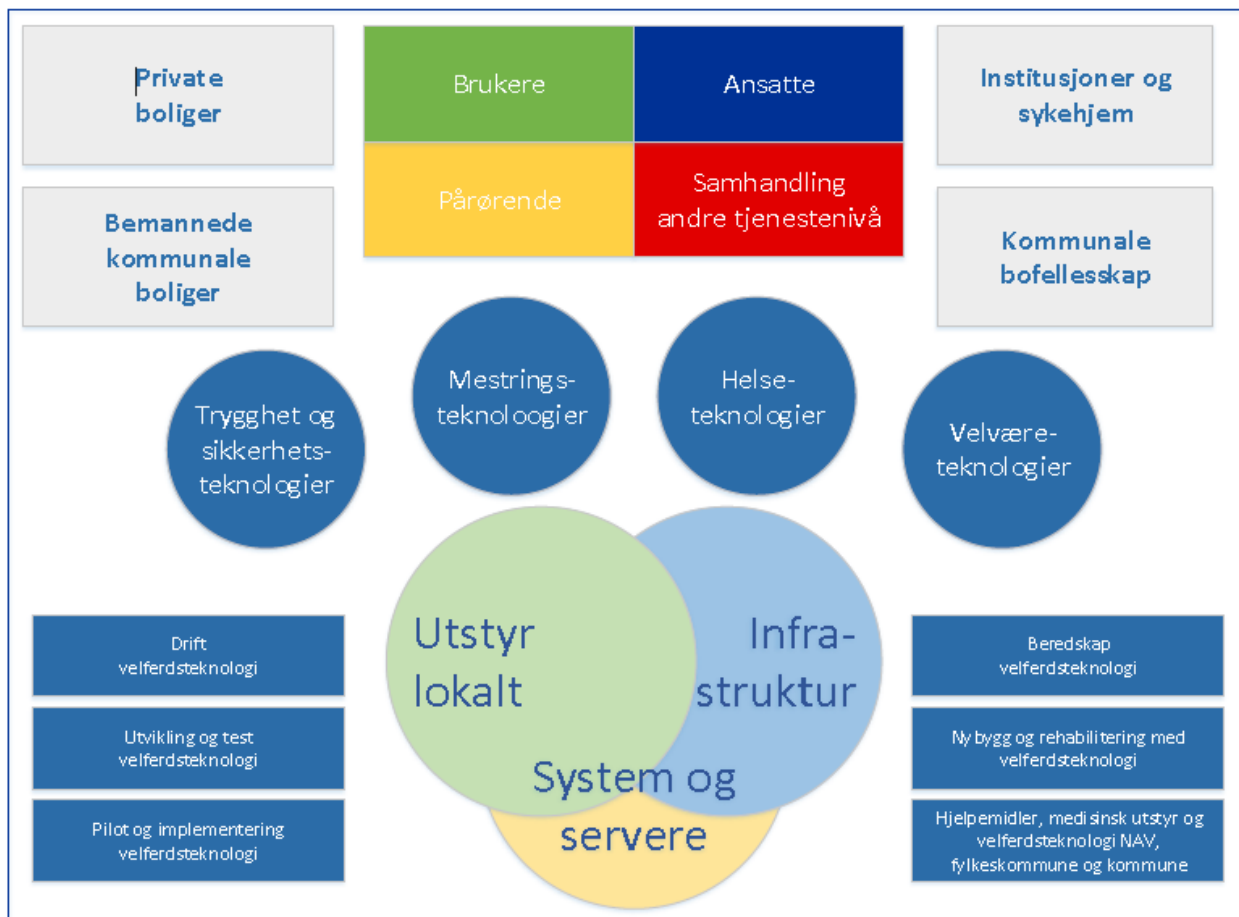 Private
boliger
Brukere
Ansatte
Institusjoner og
sykehjem
Pårørende
Samhandling
andre tjenestenivå
Bemannede
kommunale
boliger
Kommunale
bofellesskap
Trygghet og
sikkerhets-
teknologier
Mestrings-
teknoloogier
Helse-
teknologier
Velvære-
teknologier
Utstyr
lokalt
Infra-
struktur
System og
servere
Drift
velferdsteknologi
Utvikling og test
velferdsteknologi
Pilot og implementering
velferdsteknologi
Beredskap
velferdsteknologi
Nybygg og rehabilitering med
velferdsteknologi
Hjelpemidler, medisinsk utstyr og
velferdsteknologi NAV,
fylkeskommune og kommune